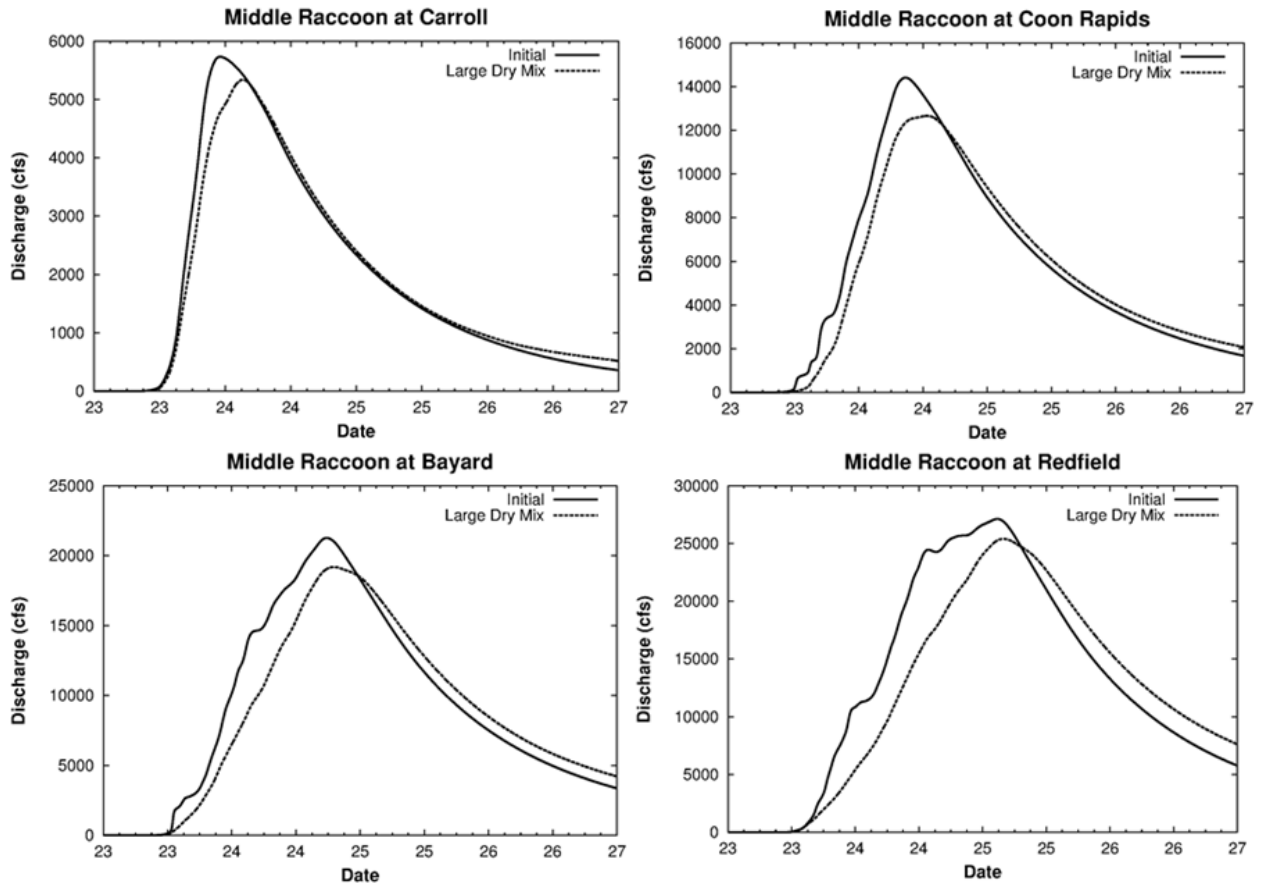 Middle Raccoon at Carroll
Initial
Large Dry Mix
6000
5000
4000
3000
2000
1000
0
Discharge (cfs)
23 23 24 24 25 25 26 26 27
Date
Middle Raccoon at Coon Rapids
Initial
Large Dry Mix
16000
14000
12000
10000
8000
6000
4000
2000
0
Discharge (cfs)
23 23 24 24 25 25 26 26 27
Date
Middle Raccoon at Bayard
Initial
Large Dry Mix
25000
20000
15000
10000
5000
0
Discharge (cfs)
23 23 24 24 25 25 26 26 27
Date
Middle Raccoon at Redfield
Initial
Large Dry Mix
30000
25000
20000
15000
10000
5000
0
Discharge (cfs)
23 23 24 24 25 25 26 26 27
Date